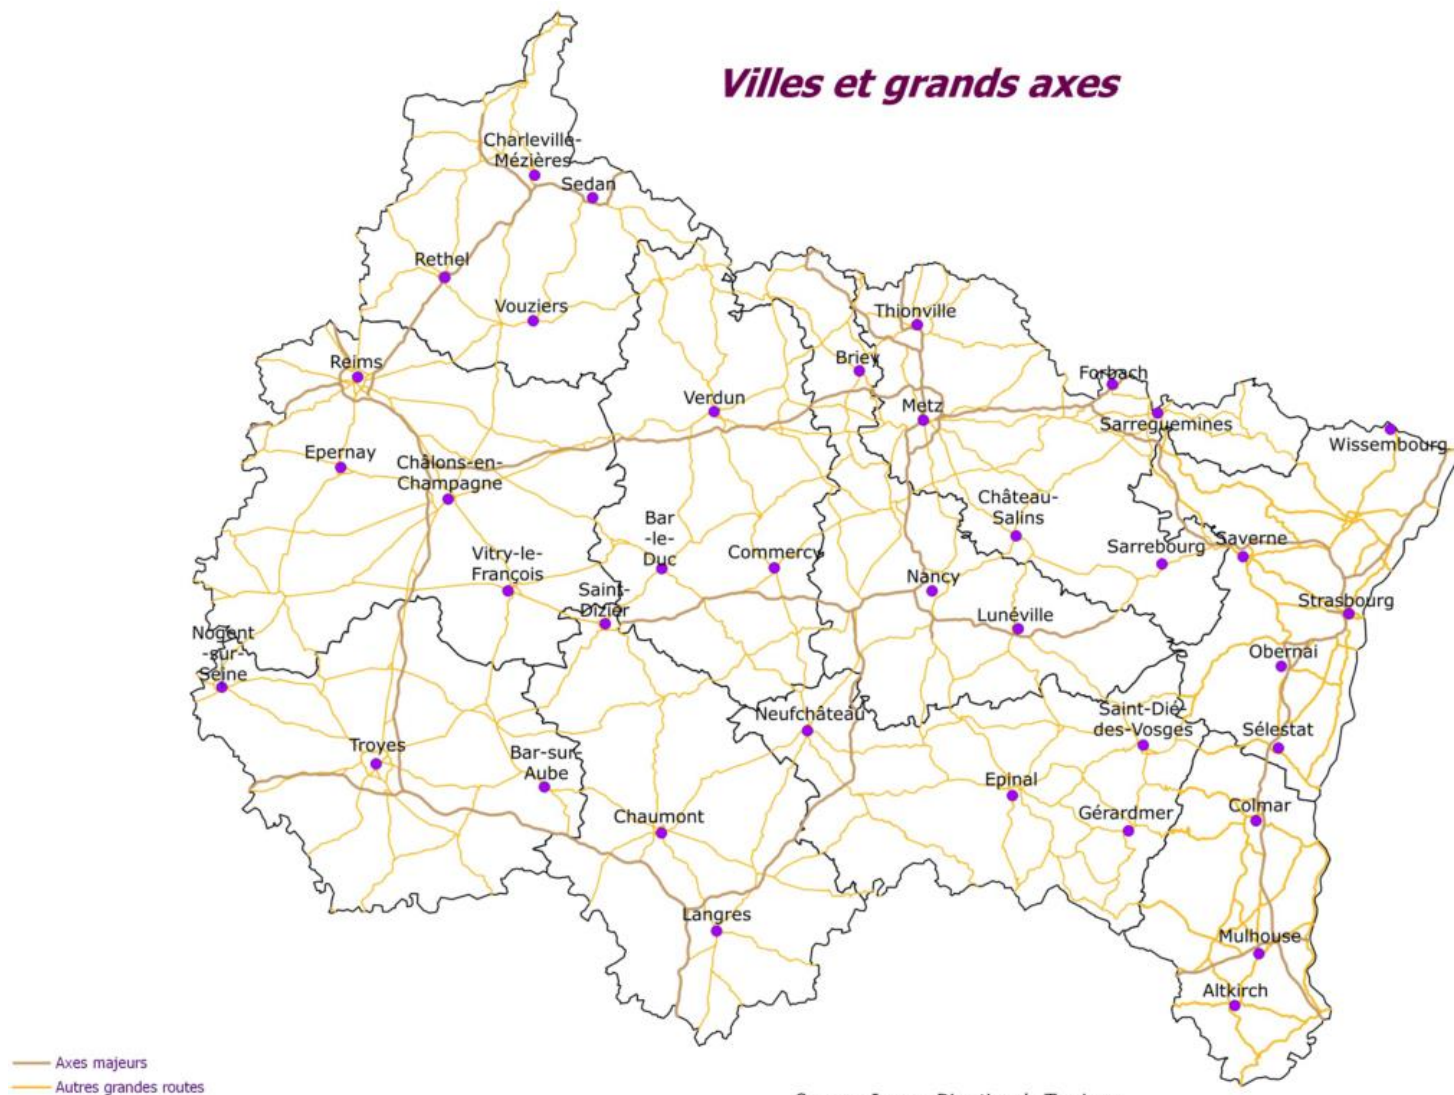 Villes et grands axes
Charleville-
Mézières
Sedan
Rethel
Vouziers
Thionville
Reims
Briey
Forbach
Verdun
Metz
Sarreguemines
Wissembourg
Epernay
Châlons-en-
Champagne
Château-
Salins
Bar
-le-
Duc
Commercy
Sarrebourg
Saverne
Vitry-le-
François
Saint-
Dizier
Nancy
Lunéville
Strasbourg
Nogent
-sur-
Seine
Obernai
Neufchâteau
Saint-Dié-
des-Vosges
Sélestat
Troyes
Bar-sur-
Aube
Epinal
Chaumont
Gérardmer
Colmar
Langres
Mulhouse
Altkirch
Axes majeurs
Autres grandes routes